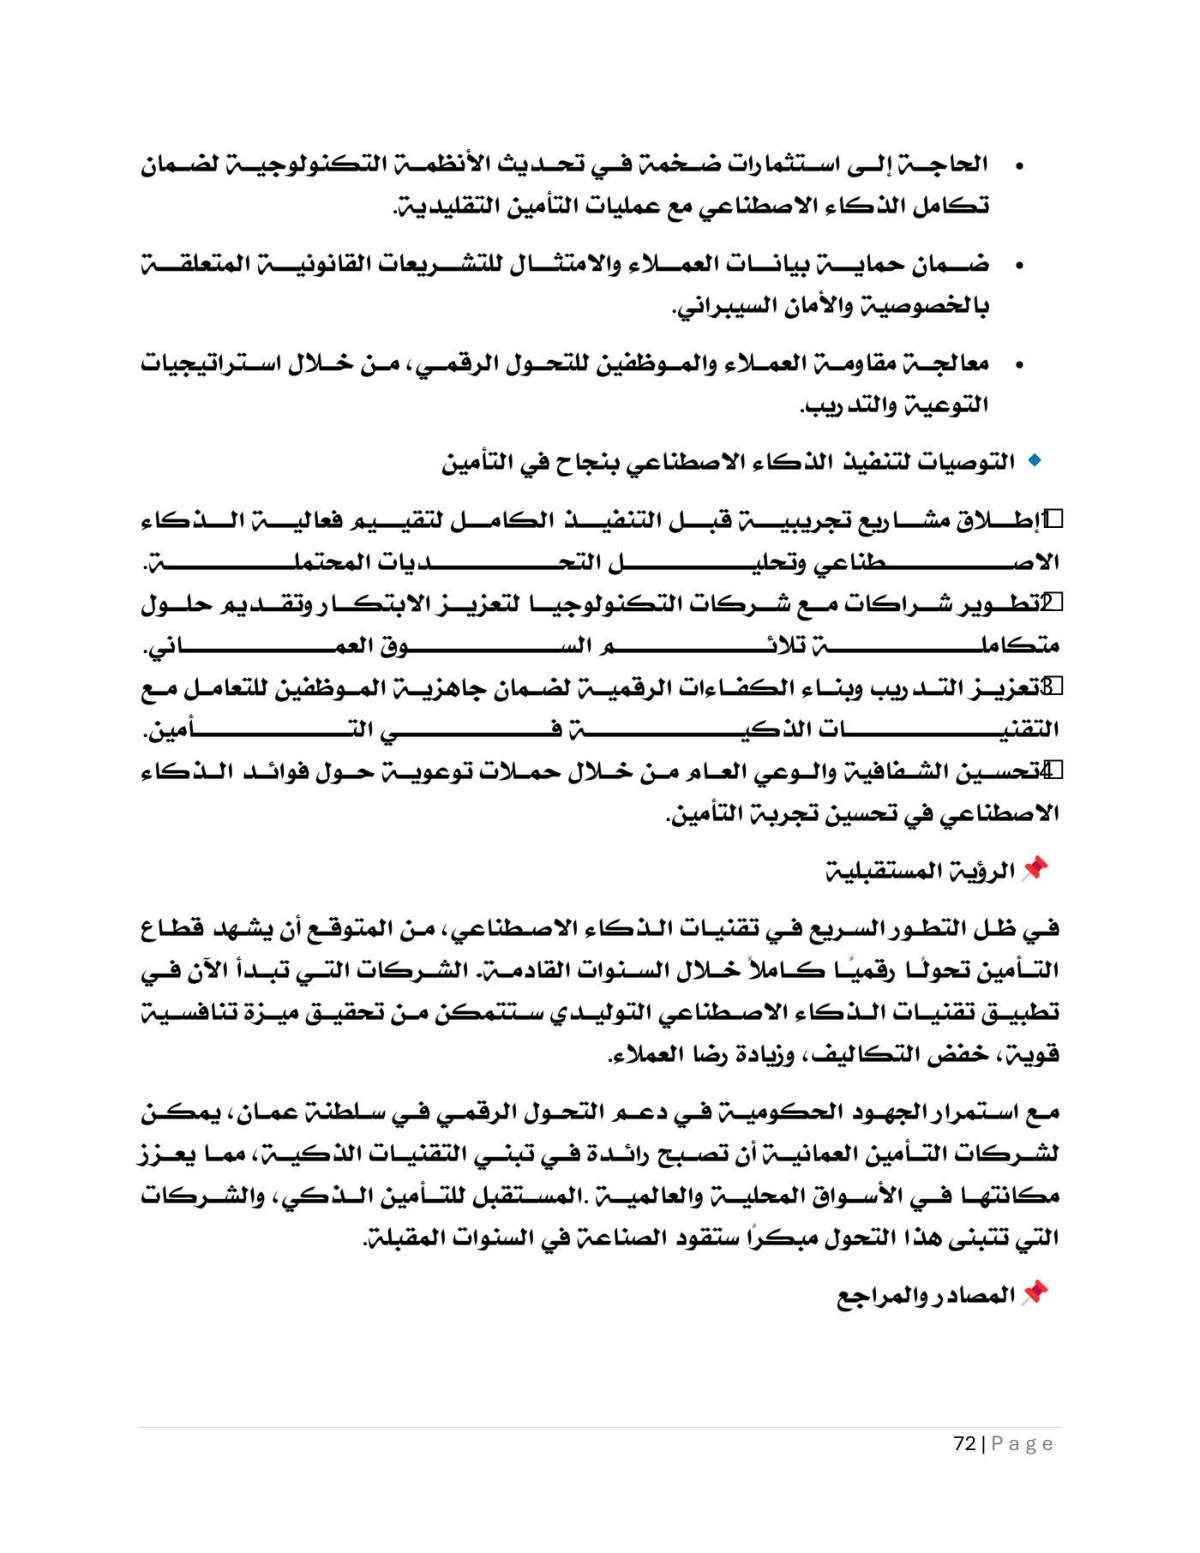 • الحاجة إلى استثمارات ضخمة في تحديث الأنظمة التكنولوجية لضمان
تكامل الذكاء الاصطناعي مع عمليات التأمين التقليدية.
• ضمان حماية بيانات العملاء والامتثال للتشريعات القانونية المتعلقة
بالخصوصية والأمان السيبراني.
• معالجة مقاومة العملاء والموظفين للتحول الرقمي، من خلال استراتيجيات
التوعية والتدريب.
🔹 التوصيات لتنفيذ الذكاء الاصطناعي بنجاح في التأمين
1إطلاق مشاريع تجريبية قبل التنفيذ الكامل لتقييم فعالية الذكاء
الاصطناعي وتحليل التحديات المحتملة.
2تطوير شراكات مع شركات التكنولوجيا لتعزيز الابتكار وتقديم حلول
متكاملة تلائم السوق العماني.
3تعزيز التدريب وبناء الكفاءات الرقمية لضمان جاهزية الموظفين للتعامل مع
التقنيات الذكية في التأمين.
4تحسين الشفافية والوعي العام من خلال حملات توعوية حول فوائد الذكاء
الاصطناعي في تحسين تجربة التأمين.
📌 الرؤية المستقبلية
في ظل التطور السريع في تقنيات الذكاء الاصطناعي، من المتوقع أن يشهد قطاع
التأمين تحولًا رقميًا كاملاً خلال السنوات القادمة. الشركات التي تبدأ الآن في
تطبيق تقنيات الذكاء الاصطناعي التوليدي ستتمكن من تحقيق ميزة تنافسية
قوية، خفض التكاليف، وزيادة رضا العملاء.
مع استمرار الجهود الحكومية في دعم التحول الرقمي في سلطنة عمان، يمكن
لشركات التأمين العمانية أن تصبح رائدة في تبني التقنيات الذكية، مما يعزز
مكانتها في الأسواق المحلية والعالمية .المستقبل للتأمين الذكي، والشركات
التي تتبنى هذا التحول مبكرًا ستقود الصناعة في السنوات المقبلة.
📌 المصادر والمراجع
72 | Page